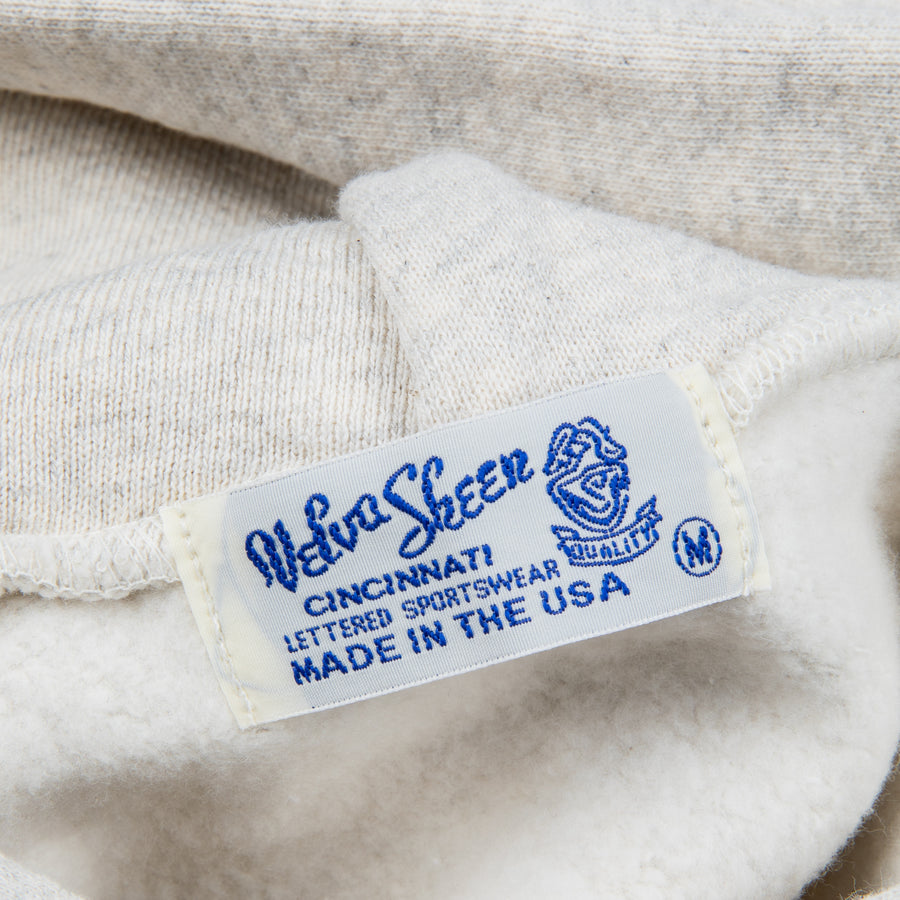 Velva Sheen
CINCINNATI
LETTERED SPORTSWEAR
MADE IN THE USA
QUALITY
M